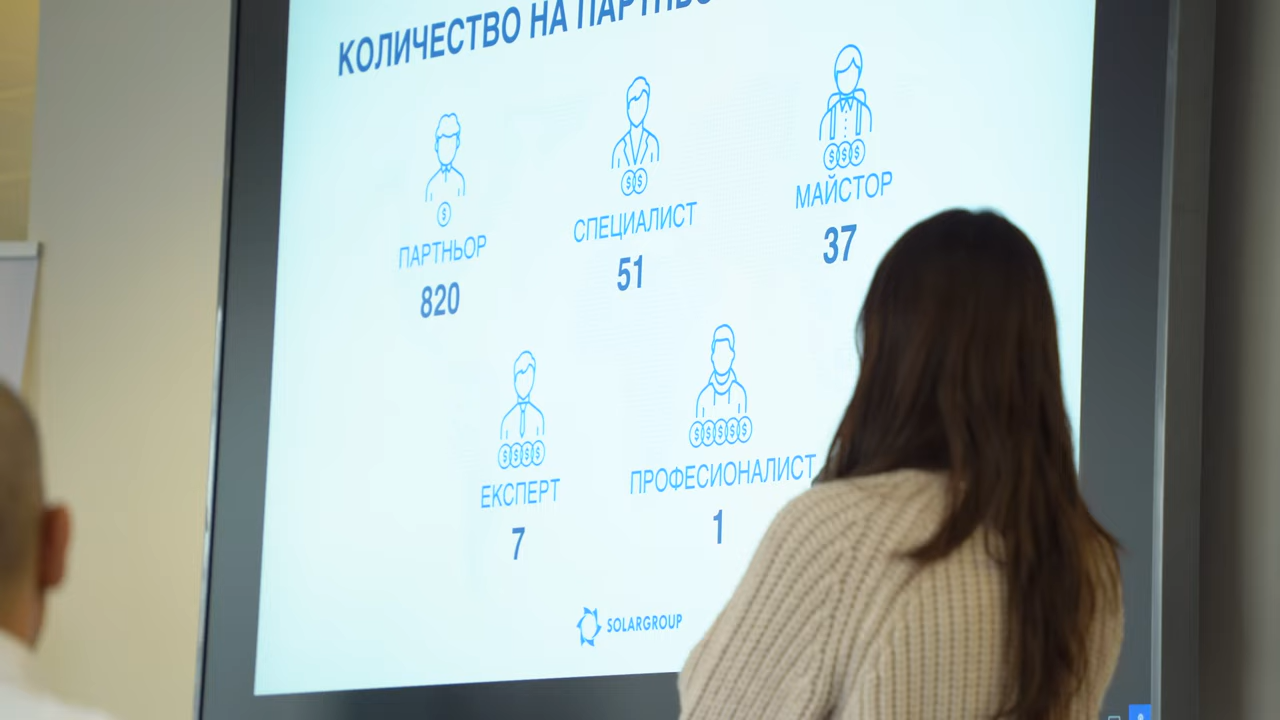 КОЛИЧЕСТВО НА
ПАРТНЬОР
820
СПЕЦИАЛИСТ
51
МАЙСТОР
37
ЕКСПЕРТ
7
ПРОФЕСИОНАЛИСТ
1
SOLARGROUP